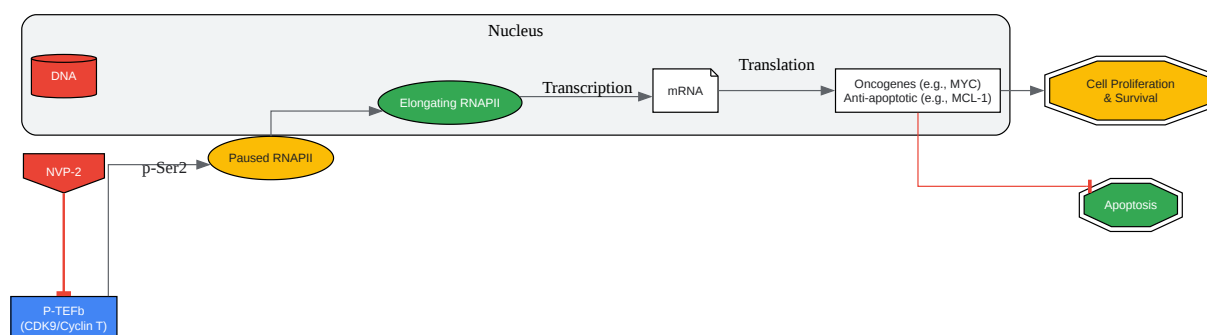 Nucleus
DNA
Elongating RNAPII
Transcription
mRNA
Translation
Oncogenes (e.g., MYC)
Anti-apoptotic (e.g., MCL-1)
Cell Proliferation
& Survival
NVP-2
p-Ser2
Paused RNAPII
Apoptosis
P-TEFb
(CDK9/Cyclin T)